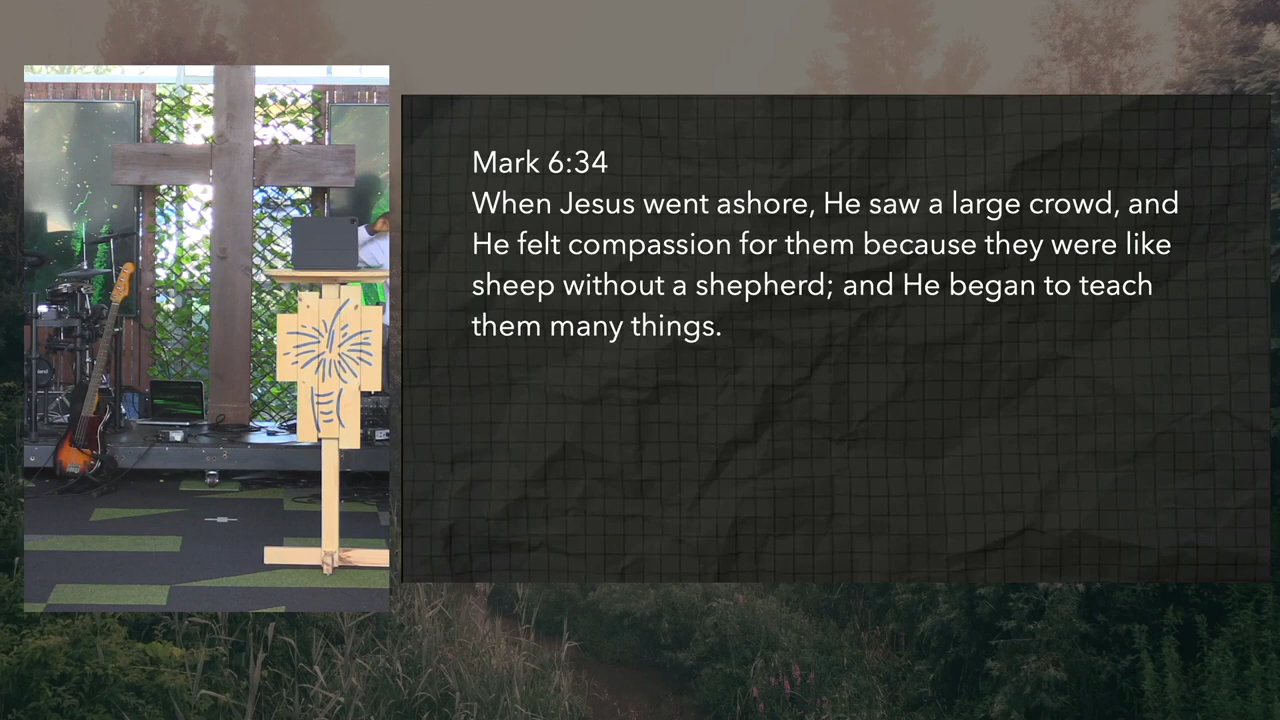 Mark 6:34
When Jesus went ashore, He saw a large crowd, and
He felt compassion for them because they were like
sheep without a shepherd; and He began to teach
them many things.